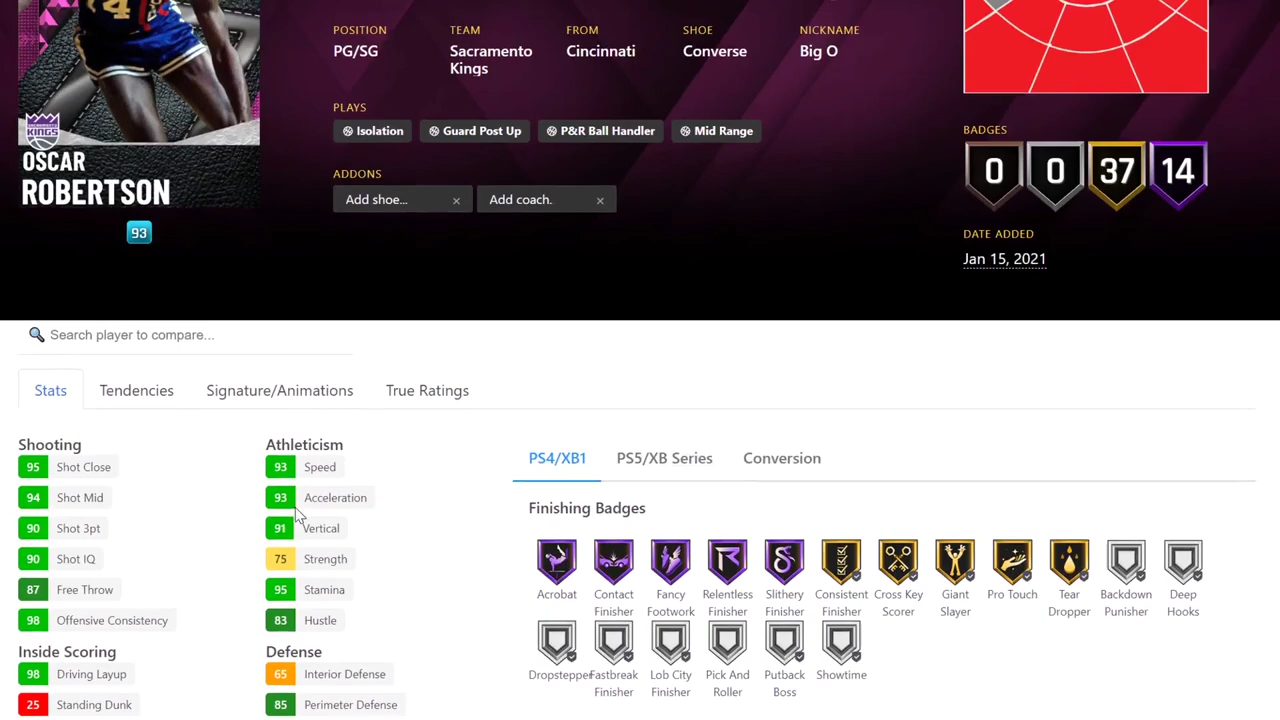 POSITION TEAM FROM SHOE NICKNAME
PG/SG Sacramento Kings Cincinnati Converse Big O
PLAYS
Isolation Guard Post Up P&R Ball Handler Mid Range
ADDONS
Add shoe... × Add coach. ×
KINGS
OSCAR
ROBERTSON
93
BADGES
0 0 37 14
DATE ADDED
Jan 15, 2021
Search player to compare...
Stats Tendencies Signature/Animations True Ratings
Shooting
95 Shot Close
94 Shot Mid
90 Shot 3pt
90 Shot IQ
87 Free Throw
98 Offensive Consistency
Inside Scoring
98 Driving Layup
25 Standing Dunk
Athleticism
93 Speed
93 Acceleration
91 Vertical
75 Strength
95 Stamina
83 Hustle
Defense
65 Interior Defense
85 Perimeter Defense
PS4/XB1 PS5/XB Series Conversion
Finishing Badges
Acrobat Contact Finisher Fancy Footwork Relentless Finisher Slithery Finisher Consistent Finisher Cross Key Scorer Giant Slayer Pro Touch Tear Dropper Backdown Punisher Deep Hooks
Dropstepper Fastbreak Finisher Lob City Finisher Pick And Roller Putback Boss Showtime